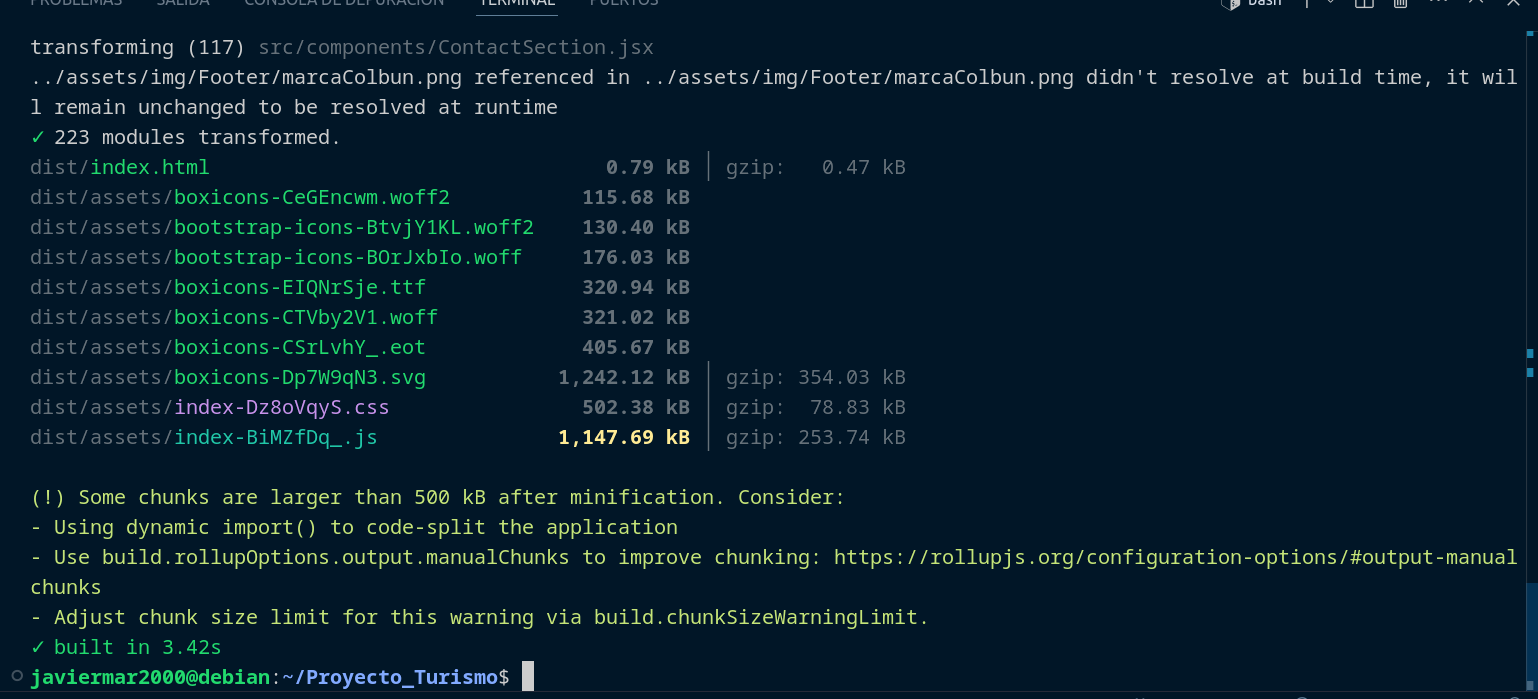 PROBLEMAS SALIDA CONSOLA DE DEPURACIÓN TERMINAL PUERTOS bash
transforming (117) src/components/ContactSection.jsx
../assets/img/Footer/marcaColbun.png referenced in ../assets/img/Footer/marcaColbun.png didn't resolve at build time, it wil
l remain unchanged to be resolved at runtime
✓ 223 modules transformed.
dist/index.html 0.79 kB │ gzip: 0.47 kB
dist/assets/boxicons-CeGEncwm.woff2 115.68 kB
dist/assets/bootstrap-icons-BtvjY1KL.woff2 130.40 kB
dist/assets/bootstrap-icons-BOrJxbIo.woff 176.03 kB
dist/assets/boxicons-EIQNrSje.ttf 320.94 kB
dist/assets/boxicons-CTVby2V1.woff 321.02 kB
dist/assets/boxicons-CSrLvhY_.eot 405.67 kB
dist/assets/boxicons-Dp7W9qN3.svg 1,242.12 kB │ gzip: 354.03 kB
dist/assets/index-Dz8oVqyS.css 502.38 kB │ gzip: 78.83 kB
dist/assets/index-BiMZfDq_.js 1,147.69 kB │ gzip: 253.74 kB
(!) Some chunks are larger than 500 kB after minification. Consider:
- Using dynamic import() to code-split the application
- Use build.rollupOptions.output.manualChunks to improve chunking: https://rollupjs.org/configuration-options/#output-manual
chunks
- Adjust chunk size limit for this warning via build.chunkSizeWarningLimit.
✓ built in 3.42s
javiermar2000@debian:~/Proyecto_Turismo$